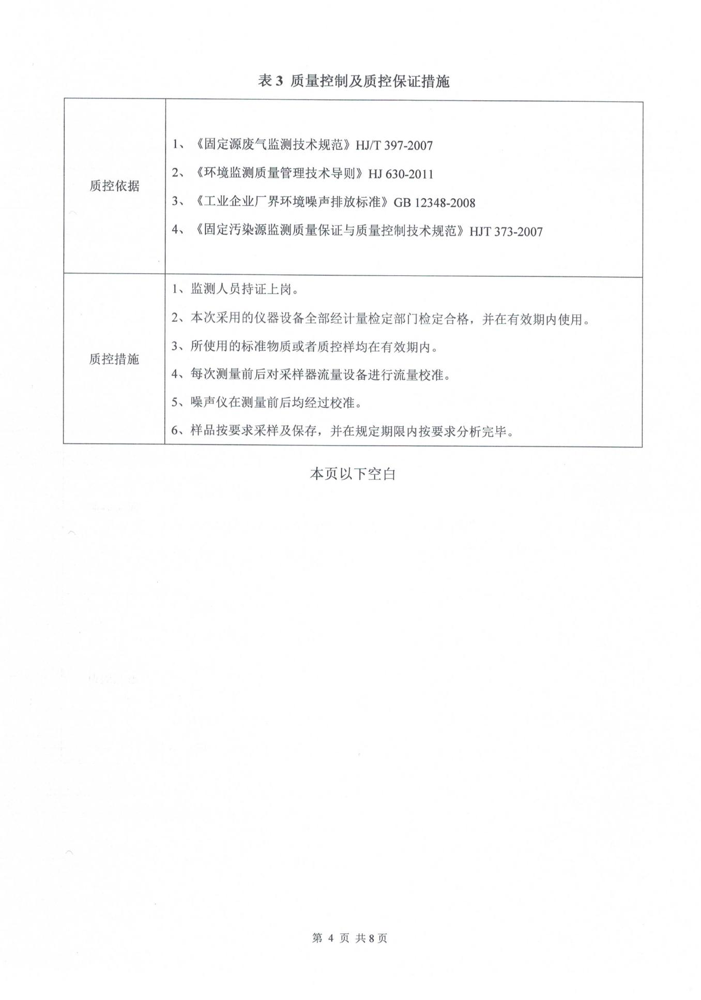 表 3 质量控制及质控保证措施
质控依据
1、《固定源废气监测技术规范》HJ/T 397-2007
2、《环境监测质量管理技术导则》HJ 630-2011
3、《工业企业厂界环境噪声排放标准》GB 12348-2008
4、《固定污染源监测质量保证与质量控制技术规范》HJT 373-2007
质控措施
1、监测人员持证上岗。
2、本次采用的仪器设备全部经计量检定部门检定合格，并在有效期内使用。
3、所使用的标准物质或者质控样均在有效期内。
4、每次测量前后对采样器流量设备进行流量校准。
5、噪声仪在测量前后均经过校准。
6、样品按要求采样及保存，并在规定期限内按要求分析完毕。
本页以下空白
第 4 页 共 8 页